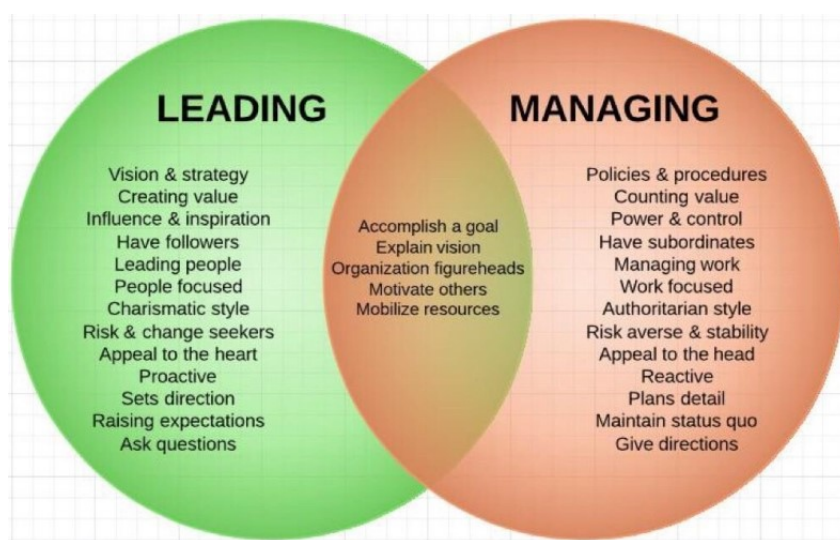 LEADING
Vision & strategy
Creating value
Influence & inspiration
Have followers
Leading people
People focused
Charismatic style
Risk & change seekers
Appeal to the heart
Proactive
Sets direction
Raising expectations
Ask questions
Accomplish a goal
Explain vision
Organization figureheads
Motivate others
Mobilize resources
MANAGING
Policies & procedures
Counting value
Power & control
Have subordinates
Managing work
Work focused
Authoritarian style
Risk averse & stability
Appeal to the head
Reactive
Plans detail
Maintain status quo
Give directions